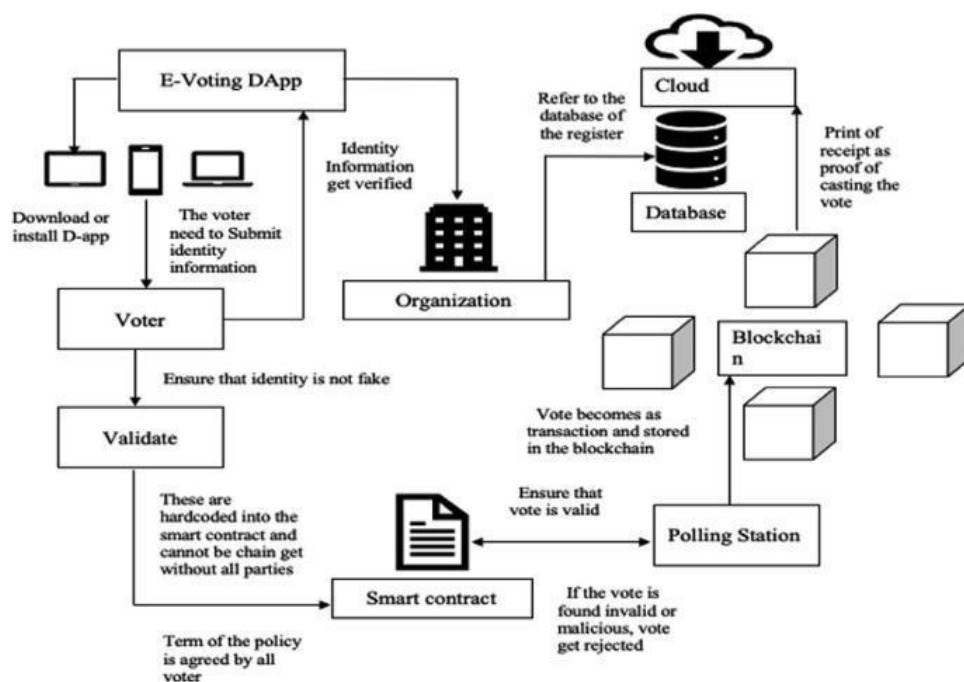 E-Voting DApp
Cloud
Refer to the
database of
the register
Print of
receipt as
proof of
casting the
vote
Identity
Information
get verified
Download or
install D-app
The voter
need to Submit
identity
information
Database
Organization
Voter
Blockchai
n
Ensure that identity is not fake
Validate
Vote becomes as
transaction and stored
in the blockchain
These are
hardcoded into the
smart contract and
cannot be chain get
without all parties
Ensure that
vote is valid
Polling Station
Smart contract
If the vote is
found invalid or
malicious, vote
get rejected
Term of the policy
is agreed by all
voter